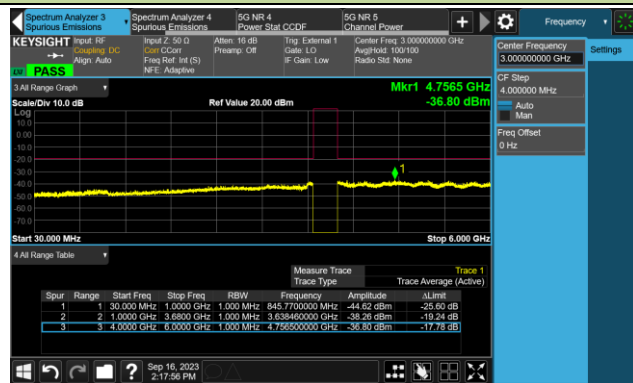 Spectrum Analyzer 3
Spurious Emissions
Spectrum Analyzer 4
Spurious Emissions
5G NR 4
Power Stat CCDF
5G NR 5
Channel Power
Frequency
KEYSIGHT
Input: RF
Coupling: DC
Align: Auto
Input Z: 50 Ω
Corr CCorr
Freq Ref: Int (S)
NFE: Adaptive
Atten: 16 dB
Preamp: Off
Trig: External 1
Gate: LO
IF Gain: Low
Center Freq: 3.000000000 GHz
Avg|Hold: 100/100
Radio Std: None
PASS
Center Frequency
3.000000000 GHz
Settings
CF Step
4.000000 MHz
Auto
Man
Freq Offset
0 Hz
3 All Range Graph
Mkr1 4.7565 GHz
-36.80 dBm
Scale/Div 10.0 dB
Ref Value 20.00 dBm
Log
10.0
0.00
-10.0
-20.0
-30.0
-40.0
-50.0
-60.0
-70.0
1
Start 30.000 MHz
Stop 6.000 GHz
4 All Range Table
Measure Trace Trace 1
Trace Type Trace Average (Active)
Spur Range Start Freq Stop Freq RBW Frequency Amplitude ΔLimit
1 1 30.000 MHz 1.0000 GHz 1.000 MHz 845.7700000 MHz -44.62 dBm -25.60 dB
2 2 1.0000 GHz 3.6800 GHz 1.000 MHz 3.638460000 GHz -38.26 dBm -19.24 dB
3 3 4.0000 GHz 6.0000 GHz 1.000 MHz 4.756500000 GHz -36.80 dBm -17.78 dB
?
Sep 16, 2023
2:17:56 PM